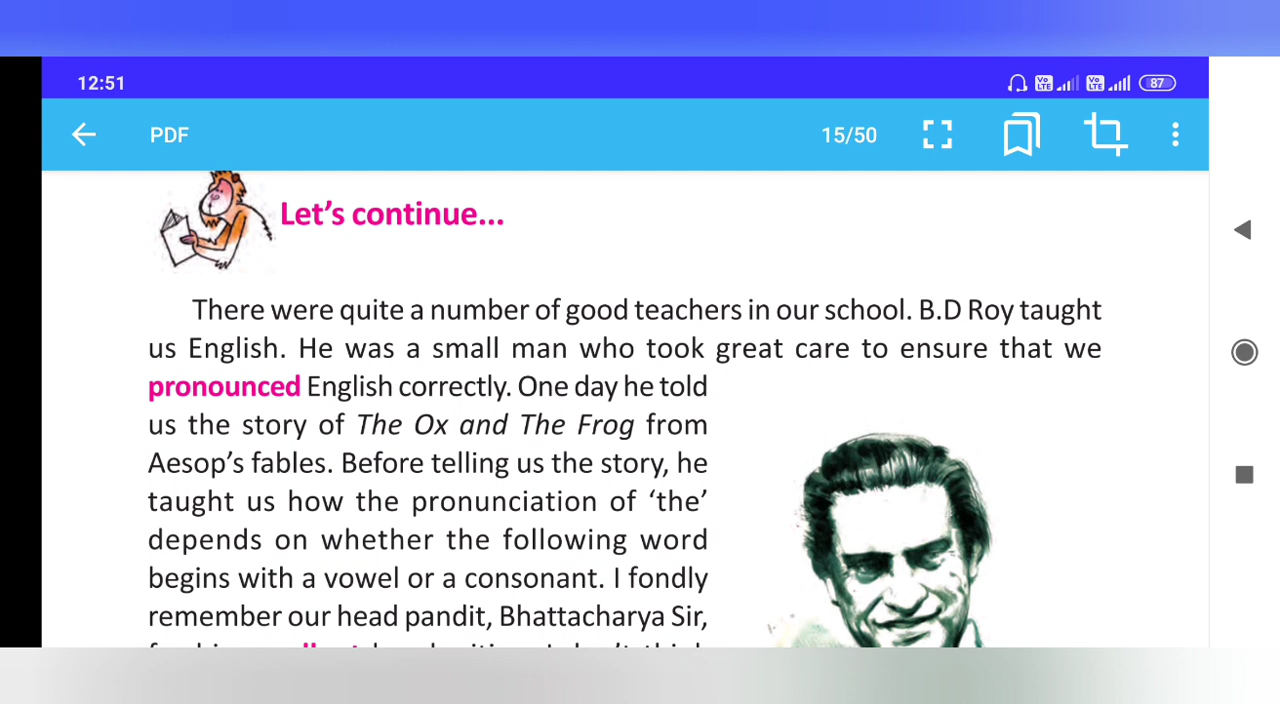 12:51
Vo LTE Vo LTE 87
PDF
15/50
Let's continue...
There were quite a number of good teachers in our school. B.D Roy taught
us English. He was a small man who took great care to ensure that we
pronounced English correctly. One day he told
us the story of The Ox and The Frog from
Aesop's fables. Before telling us the story, he
taught us how the pronunciation of ‘the’
depends on whether the following word
begins with a vowel or a consonant. I fondly
remember our head pandit, Bhattacharya Sir,